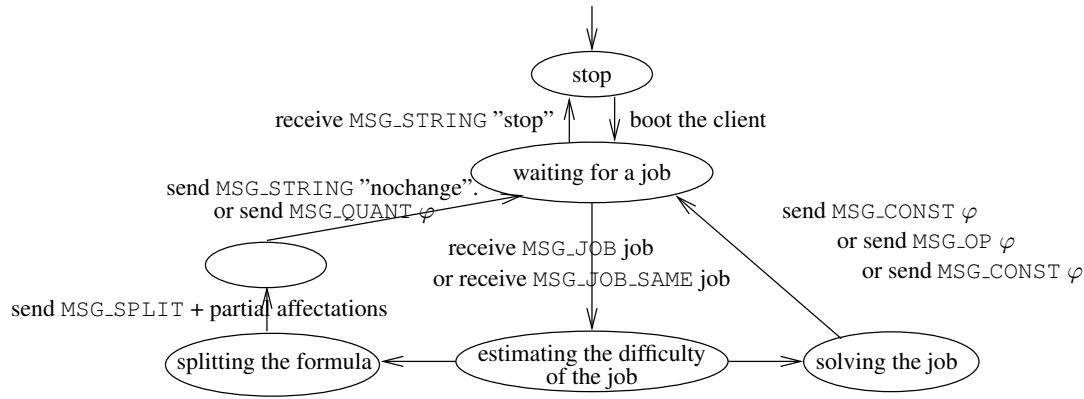 stop
receive MSG_STRING ”stop”
boot the client
waiting for a job
send MSG_STRING ”nochange”.
or send MSG_QUANT φ
send MSG_CONST φ
or send MSG_OP φ
or send MSG_CONST φ
receive MSG_JOB job
or receive MSG_JOB_SAME job
send MSG_SPLIT + partial affectations
splitting the formula
estimating the difficulty
of the job
solving the job